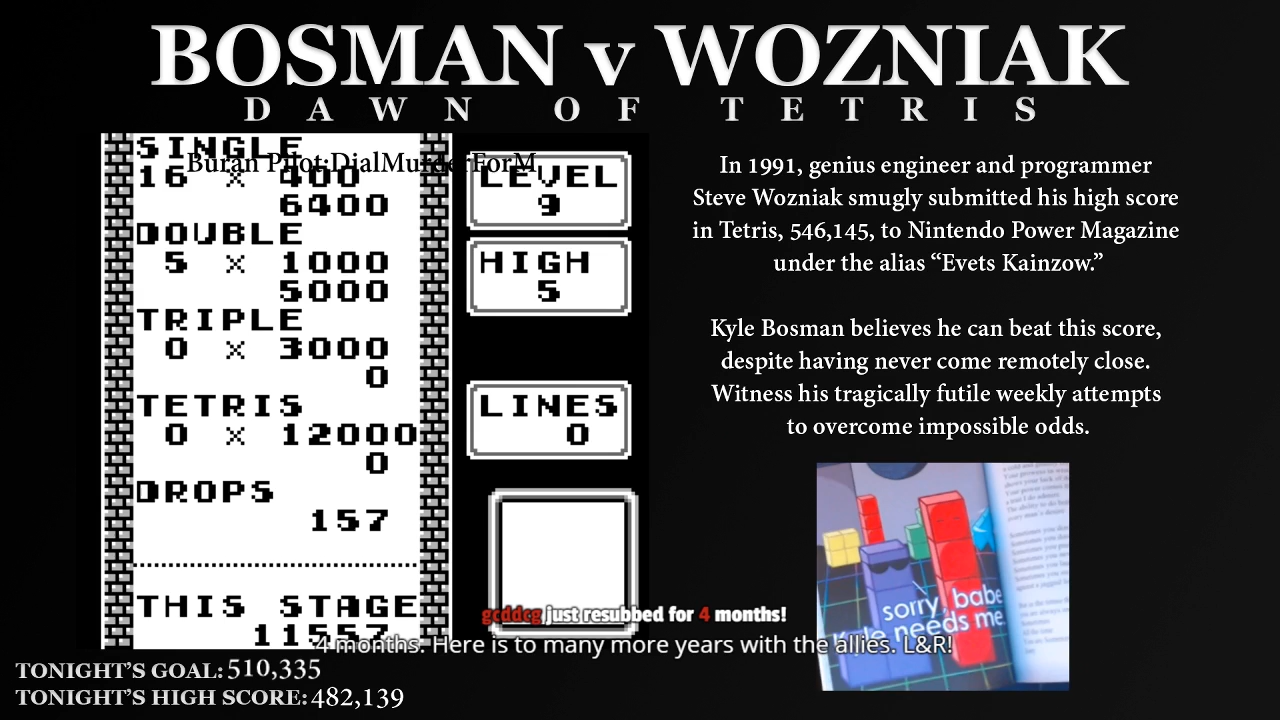 BOSMAN v WOZNIAK
DAWN OF TETRIS
SINGLE
Buran Pilot:DialMurderForM
16 x 400
6400
DOUBLE
5 x 1000
5000
TRIPLE
0 x 3000
0
TETRIS
0 x 12000
0
DROPS
157
THIS STAGE
11557
LEVEL
9
HIGH
5
LINES
0
In 1991, genius engineer and programmer
Steve Wozniak smugly submitted his high score
in Tetris, 546,145, to Nintendo Power Magazine
under the alias “Evets Kainzow.”
Kyle Bosman believes he can beat this score,
despite having never come remotely close.
Witness his tragically futile weekly attempts
to overcome impossible odds.
sorry babe
Kyle needs me
gcddcg just resubbed for 4 months!
4 months. Here is to many more years with the allies. L&R!
TONIGHT'S GOAL: 510,335
TONIGHT'S HIGH SCORE: 482,139